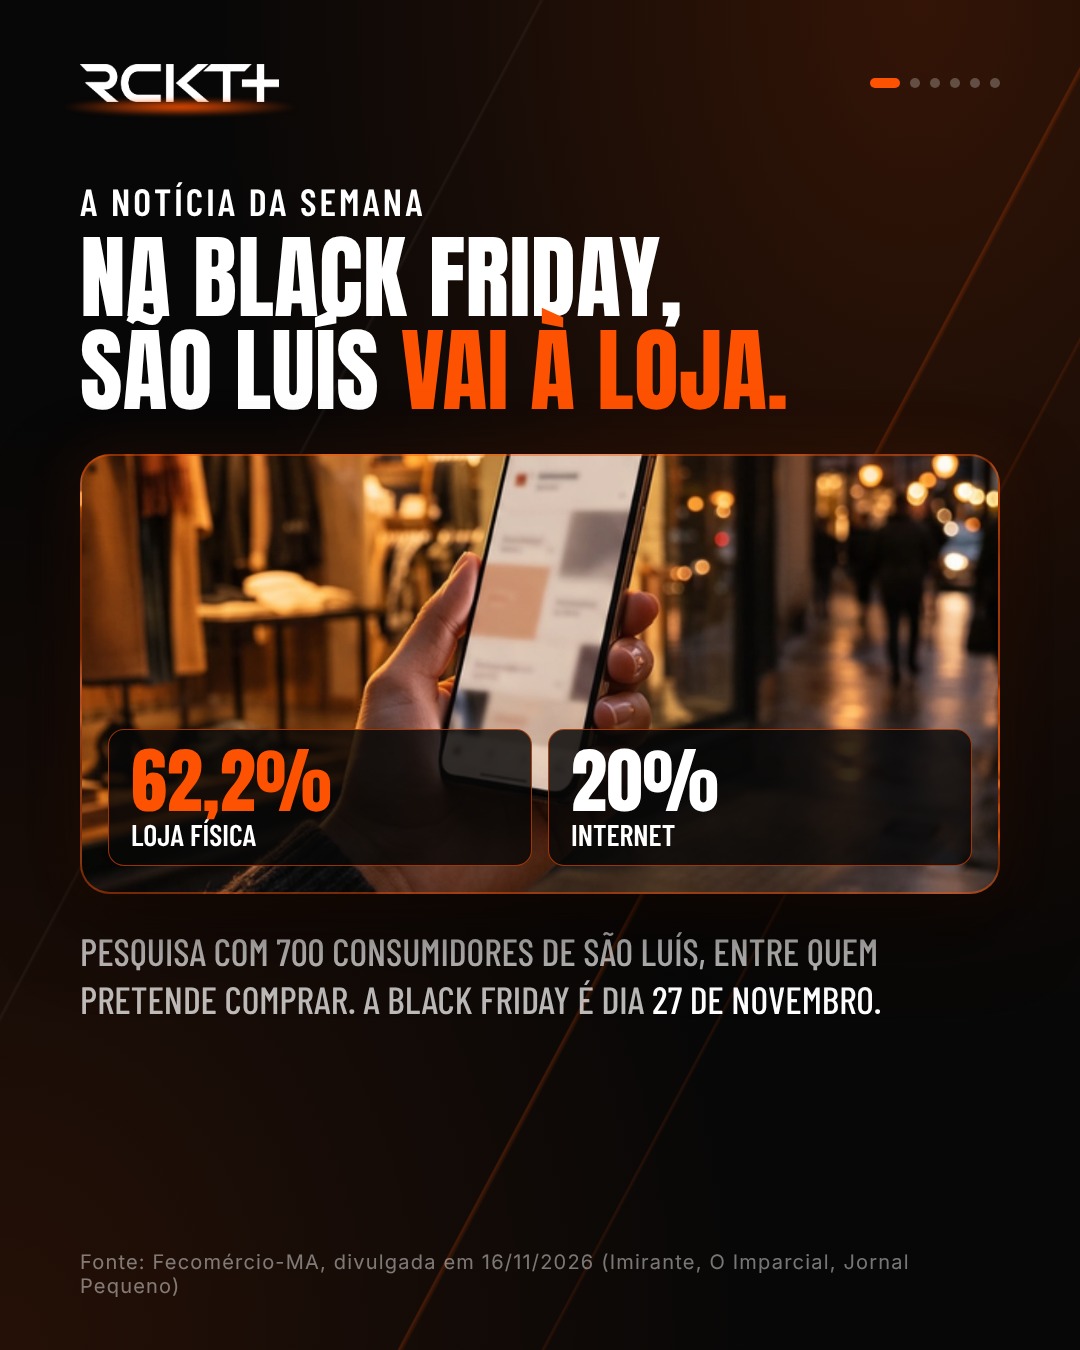 RCKT+
A NOTÍCIA DA SEMANA
NA BLACK FRIDAY,
SÃO LUÍS VAI À LOJA.
62,2%
LOJA FÍSICA
20%
INTERNET
PESQUISA COM 700 CONSUMIDORES DE SÃO LUÍS, ENTRE QUEM
PRETENDE COMPRAR. A BLACK FRIDAY É DIA 27 DE NOVEMBRO.
Fonte: Fecomércio-MA, divulgada em 16/11/2026 (Imirante, O Imparcial, Jornal
Pequeno)